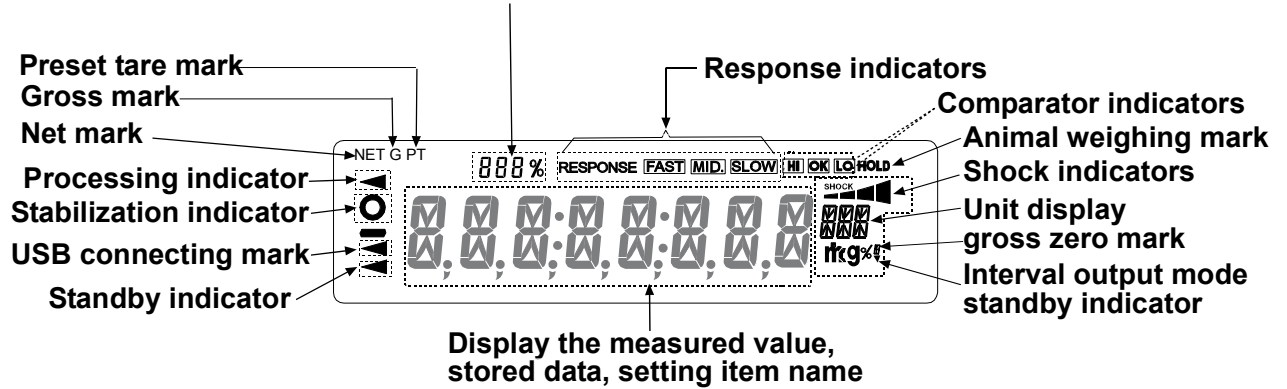 Preset tare mark
Gross mark
Net mark
Processing indicator
Stabilization indicator
USB connecting mark
Standby indicator
Response indicators
Comparator indicators
Animal weighing mark
Shock indicators
Unit display
gross zero mark
Interval output mode
standby indicator
NET G PT
888% RESPONSE FAST MID. SLOW HI OK LO HOLD
SHOCK
Display the measured value,
stored data, setting item name